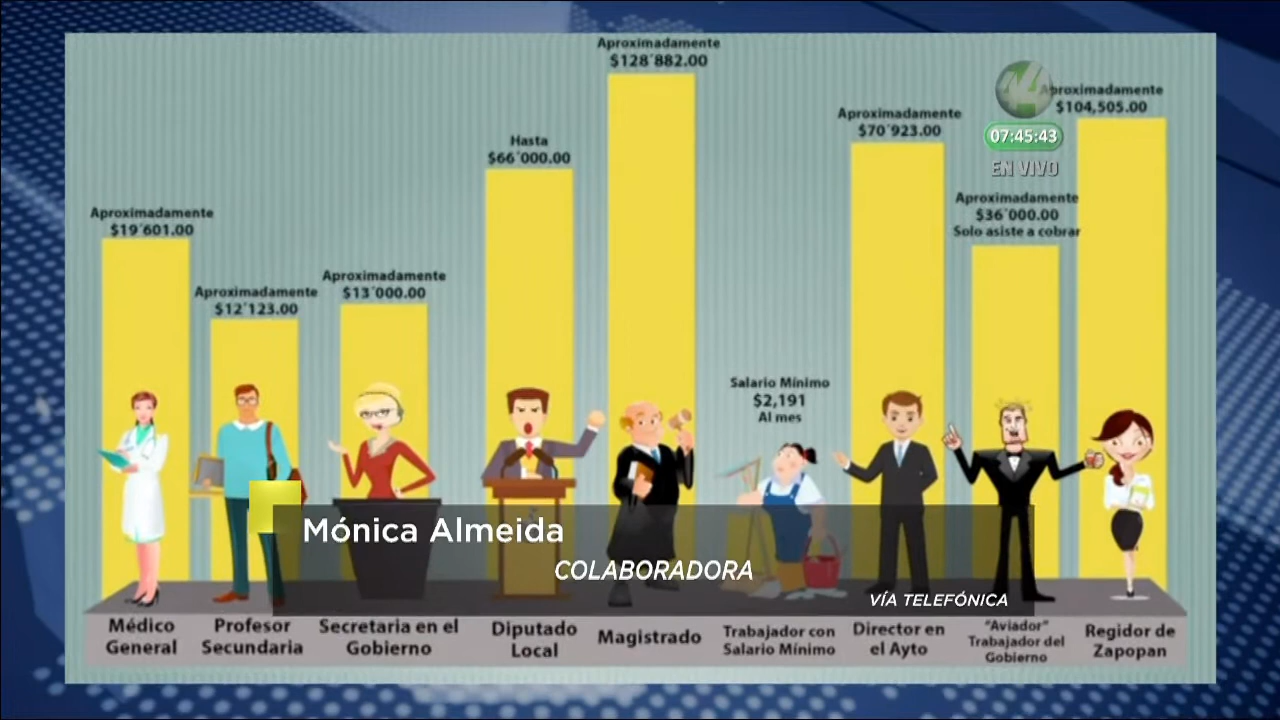 Aproximadamente
$19´601.00
Aproximadamente
$12´123.00
Aproximadamente
$13´000.00
Hasta
$66´000.00
Aproximadamente
$128´882.00
Salario Mínimo
$2,191
Al mes
Aproximadamente
$70´923.00
Aproximadamente
$36´000.00
Solo asiste a cobrar
Aproximadamente
$104,505.00
4
07:45:43
EN VIVO
Mónica Almeida
COLABORADORA
VÍA TELEFÓNICA
Médico
General
Profesor
Secundaria
Secretaria en el
Gobierno
Diputado
Local
Magistrado
Trabajador con
Salario Mínimo
Director en
el Ayto
"Aviador"
Trabajador del
Gobierno
Regidor de
Zapopan